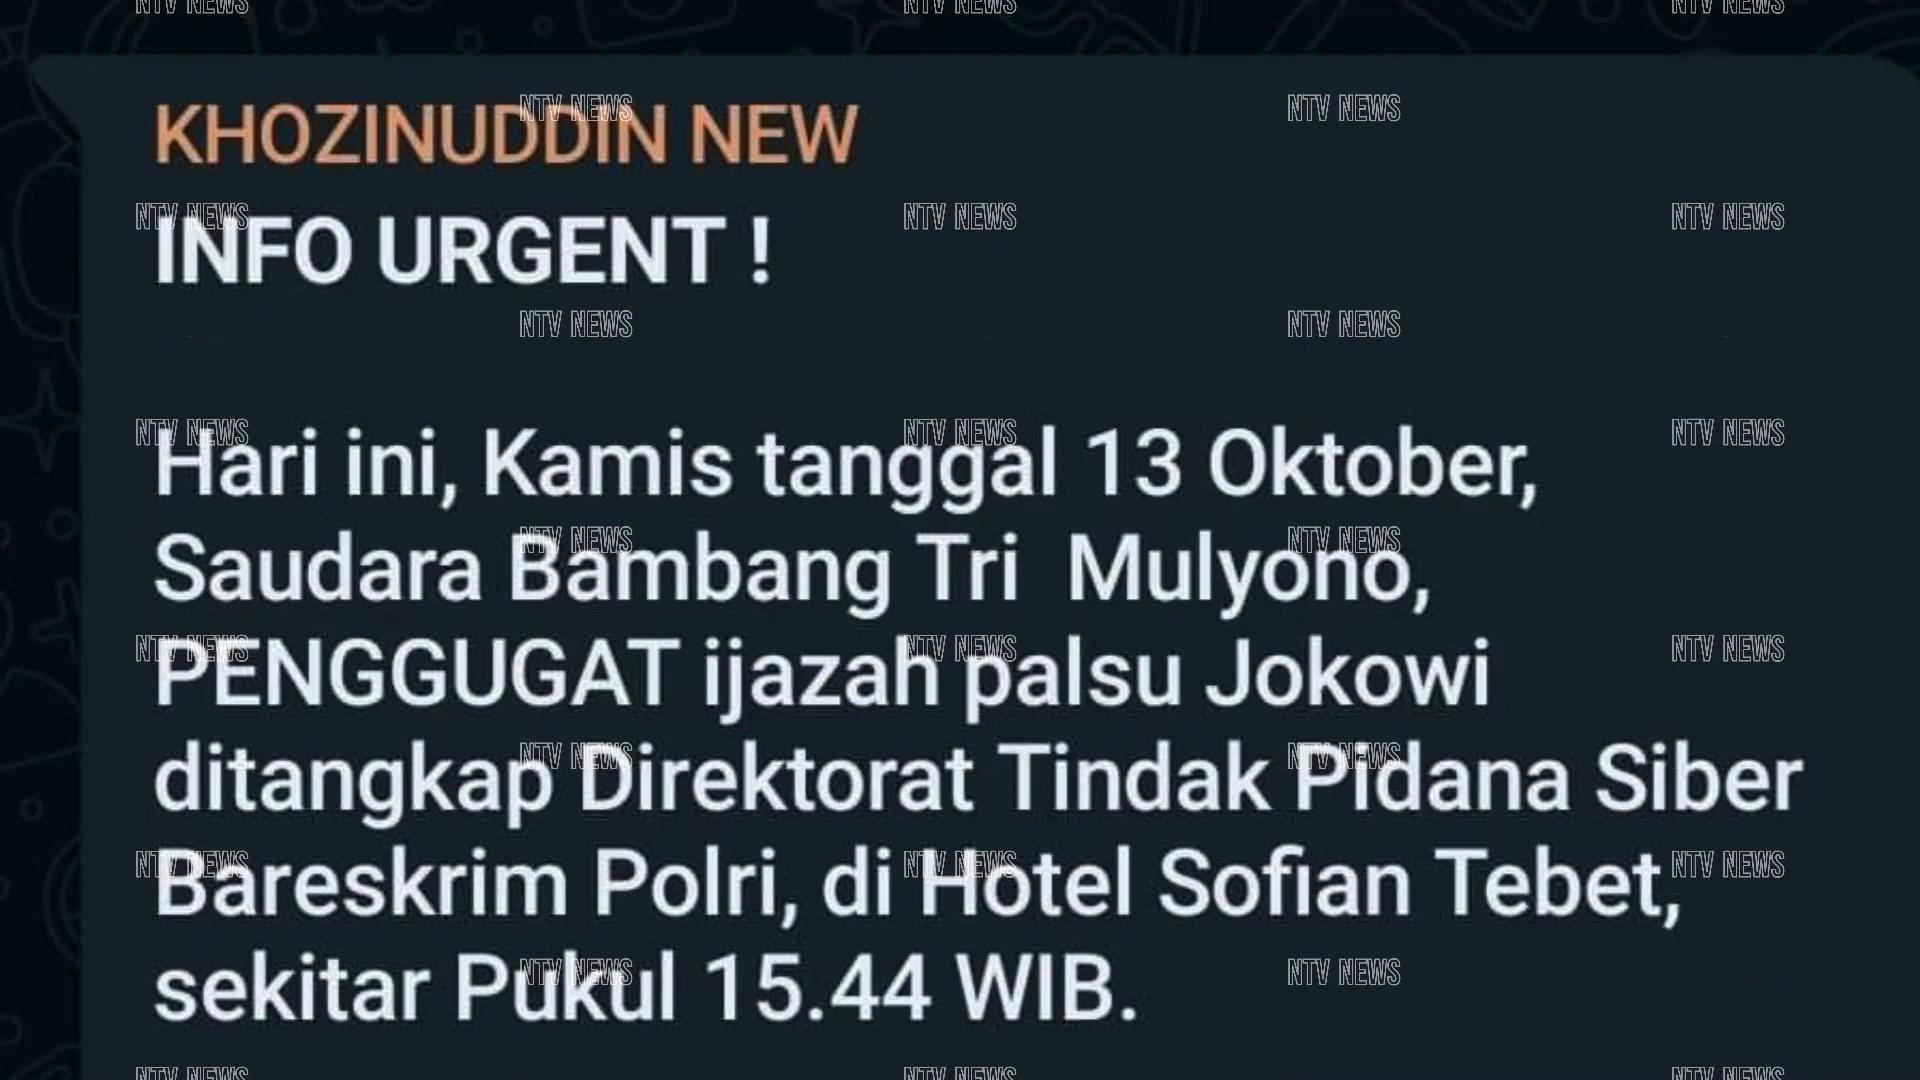 KHOZINUDDIN NEW
INFO URGENT !
Hari ini, Kamis tanggal 13 Oktober,
Saudara Bambang Tri  Mulyono,
PENGGUGAT ijazah palsu Jokowi
ditangkap Direktorat Tindak Pidana Siber
Bareskrim Polri, di Hotel Sofian Tebet,
sekitar Pukul 15.44 WIB.
NTV NEWS